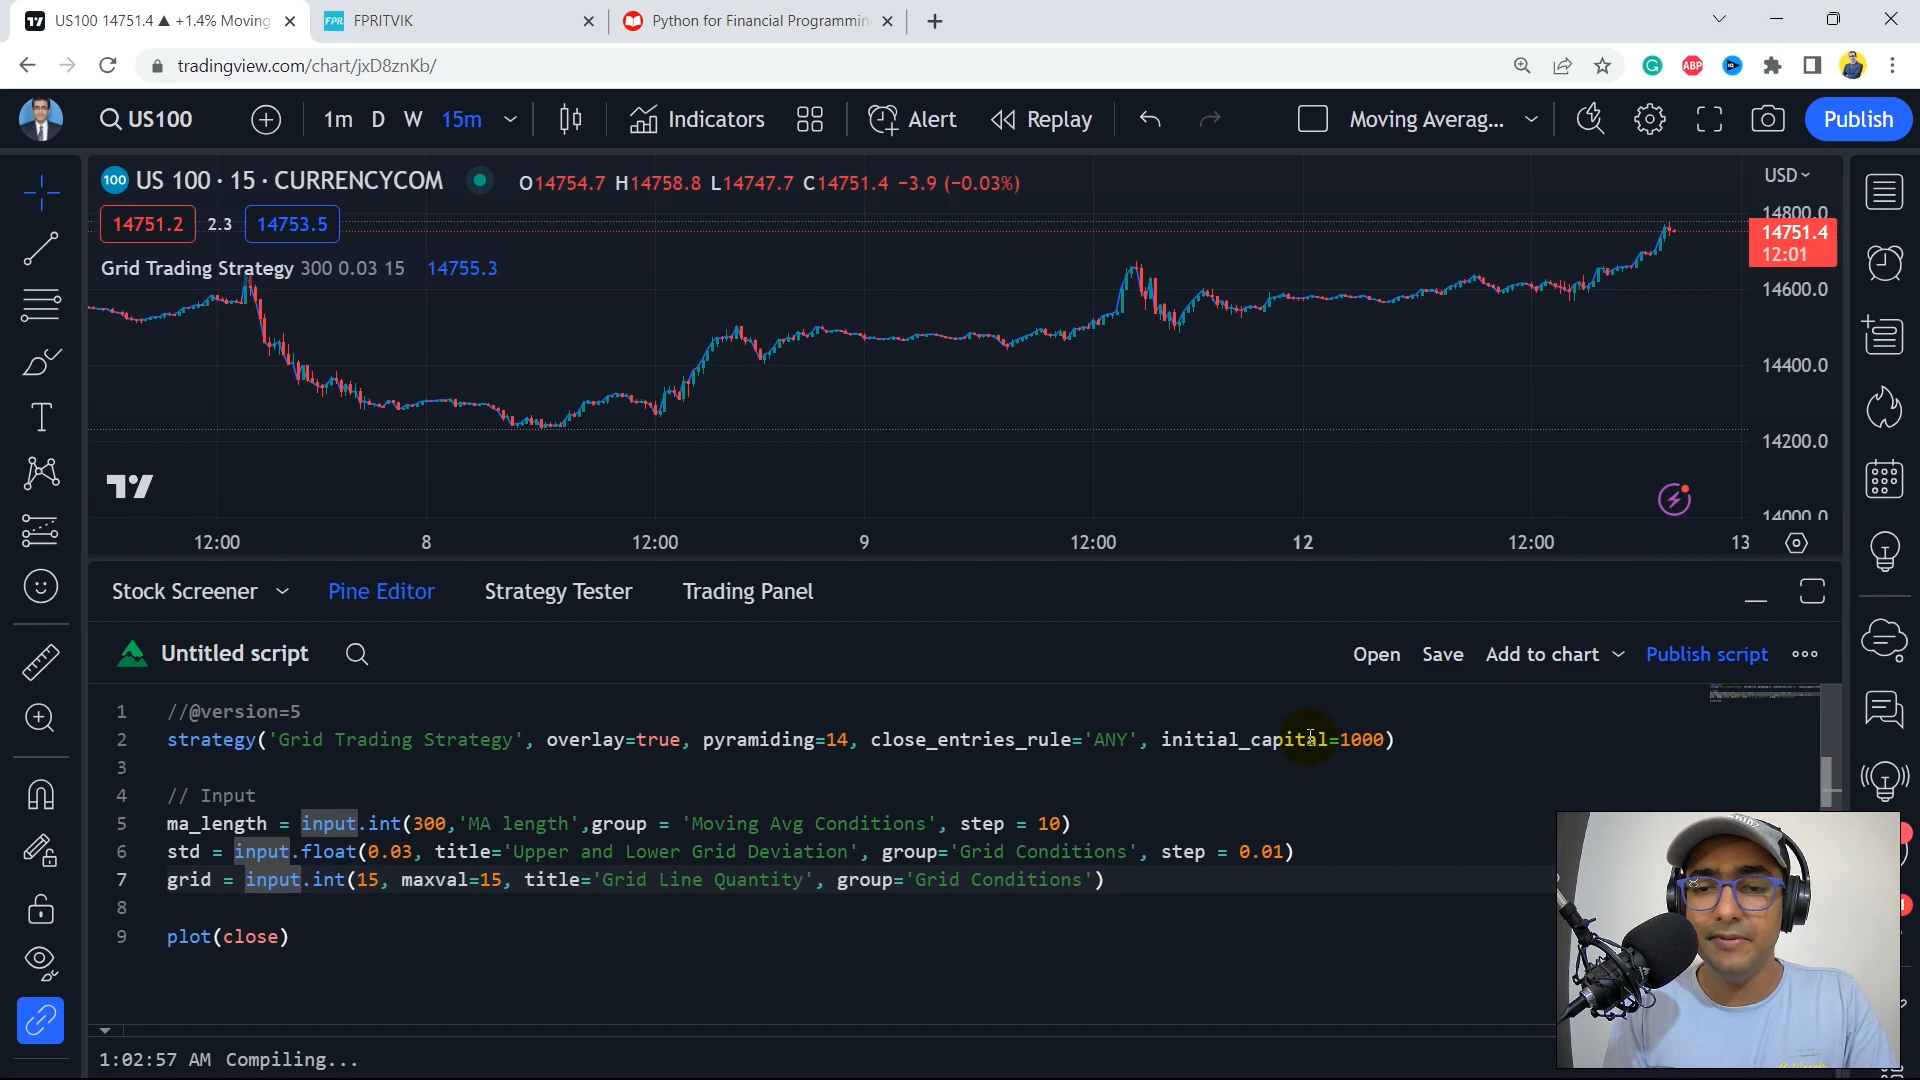 US100 14751.4 ▲ +1.4% Moving
FPR FPRITVIK
Python for Financial Programmin
tradingview.com/chart/jxD8znKb/
ABP
US100
1m D W 15m
Indicators
Alert
Replay
Moving Averag...
Publish
100 US 100 · 15 · CURRENCYCOM
O14754.7 H14758.8 L14747.7 C14751.4 −3.9 (−0.03%)
USD
14751.2 2.3 14753.5
Grid Trading Strategy 300 0.03 15 14755.3
14800.0
14751.4
12:01
14600.0
14400.0
14200.0
14000.0
12:00 8 12:00 9 12:00 12 12:00 13
Stock Screener Pine Editor Strategy Tester Trading Panel
Untitled script
Open Save Add to chart Publish script
1 //@version=5
2 strategy('Grid Trading Strategy', overlay=true, pyramiding=14, close_entries_rule='ANY', initial_capital=1000)
3
4 // Input
5 ma_length = input.int(300,'MA length',group = 'Moving Avg Conditions', step = 10)
6 std = input.float(0.03, title='Upper and Lower Grid Deviation', group='Grid Conditions', step = 0.01)
7 grid = input.int(15, maxval=15, title='Grid Line Quantity', group='Grid Conditions')
8
9 plot(close)
1:02:57 AM Compiling...